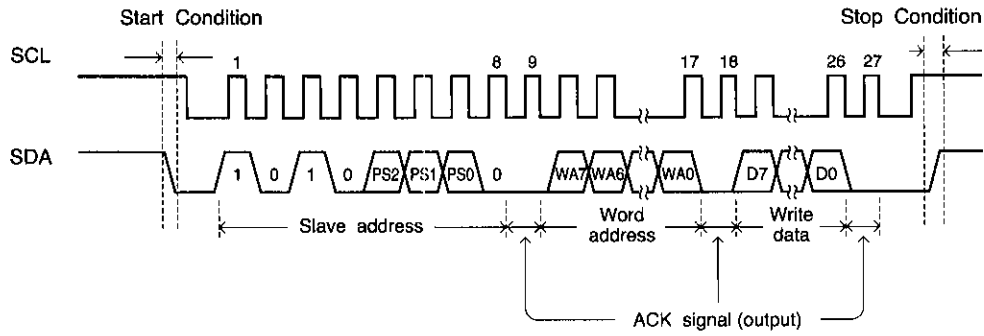 Start Condition
Stop Condition
SCL
1
8
9
17
18
26
27
SDA
1
0
1
0
PS2
PS1
PS0
0
WA7
WA6
WA0
D7
D0
Slave address
Word address
Write data
ACK signal (output)